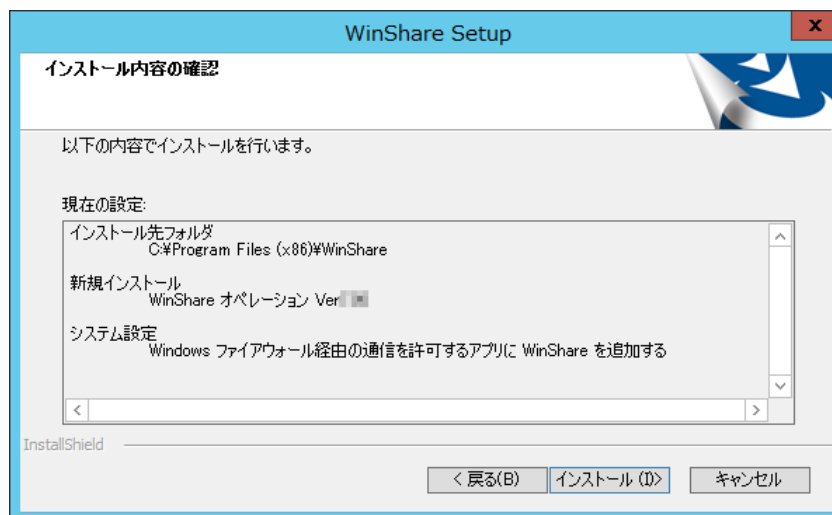 WinShare Setup
x
インストール内容の確認
以下の内容でインストールを行います。
現在の設定:
インストール先フォルダ
C:¥Program Files (x86)¥WinShare
新規インストール
WinShare オペレーション Ver
システム設定
Windows ファイアウォール経由の通信を許可するアプリに WinShare を追加する
InstallShield
< 戻る(B)
インストール (I)>
キャンセル